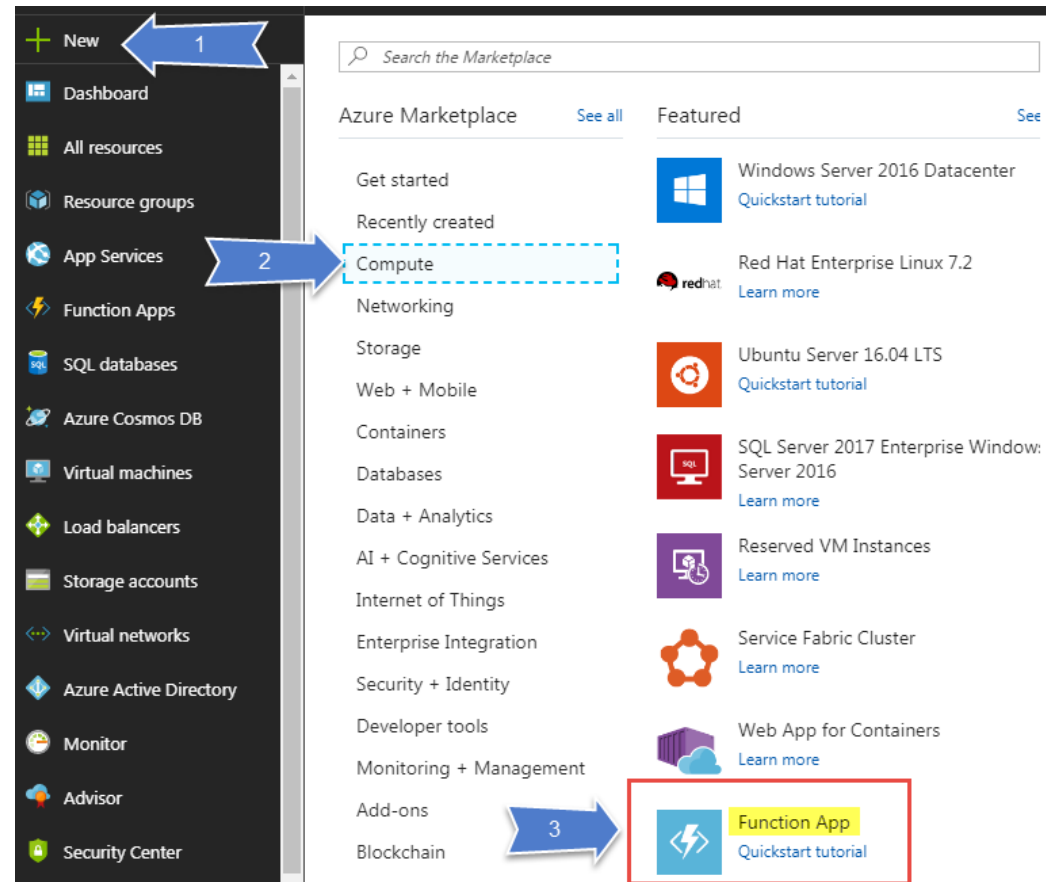 New
1
Dashboard
All resources
Resource groups
App Services
2
Function Apps
SQL
SQL databases
Azure Cosmos DB
Virtual machines
Load balancers
Storage accounts
Virtual networks
Azure Active Directory
Monitor
Advisor
Security Center
Search the Marketplace
Azure Marketplace
See all
Get started
Recently created
Compute
Networking
Storage
Web + Mobile
Containers
Databases
Data + Analytics
AI + Cognitive Services
Internet of Things
Enterprise Integration
Security + Identity
Developer tools
Monitoring + Management
Add-ons
3
Blockchain
Featured
See
Windows Server 2016 Datacenter
Quickstart tutorial
redhat
Red Hat Enterprise Linux 7.2
Learn more
Ubuntu Server 16.04 LTS
Quickstart tutorial
SQL
SQL Server 2017 Enterprise Window
Server 2016
Learn more
Reserved VM Instances
Learn more
Service Fabric Cluster
Learn more
Web App for Containers
Learn more
Function App
Quickstart tutorial